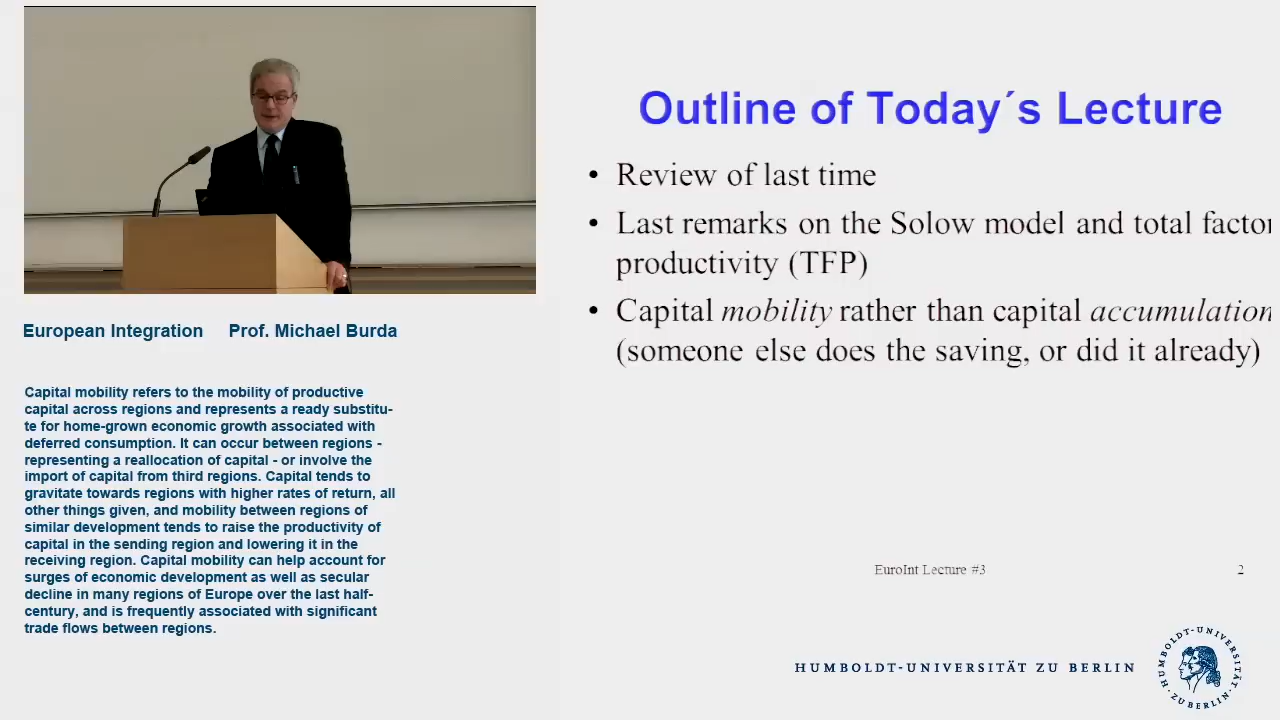 Outline of Today´s Lecture
• Review of last time
• Last remarks on the Solow model and total factor
productivity (TFP)
• Capital mobility rather than capital accumulation
(someone else does the saving, or did it already)
European Integration Prof. Michael Burda
Capital mobility refers to the mobility of productive
capital across regions and represents a ready substitu-
te for home-grown economic growth associated with
deferred consumption. It can occur between regions -
representing a reallocation of capital - or involve the
import of capital from third regions. Capital tends to
gravitate towards regions with higher rates of return, all
other things given, and mobility between regions of
similar development tends to raise the productivity of
capital in the sending region and lowering it in the
receiving region. Capital mobility can help account for
surges of economic development as well as secular
decline in many regions of Europe over the last half-
century, and is frequently associated with significant
trade flows between regions.
EuroInt Lecture #3
2
HUMBOLDT-UNIVERSITÄT ZU BERLIN
HUMBOLDT-UNIVERSITÄT
ZU BERLIN